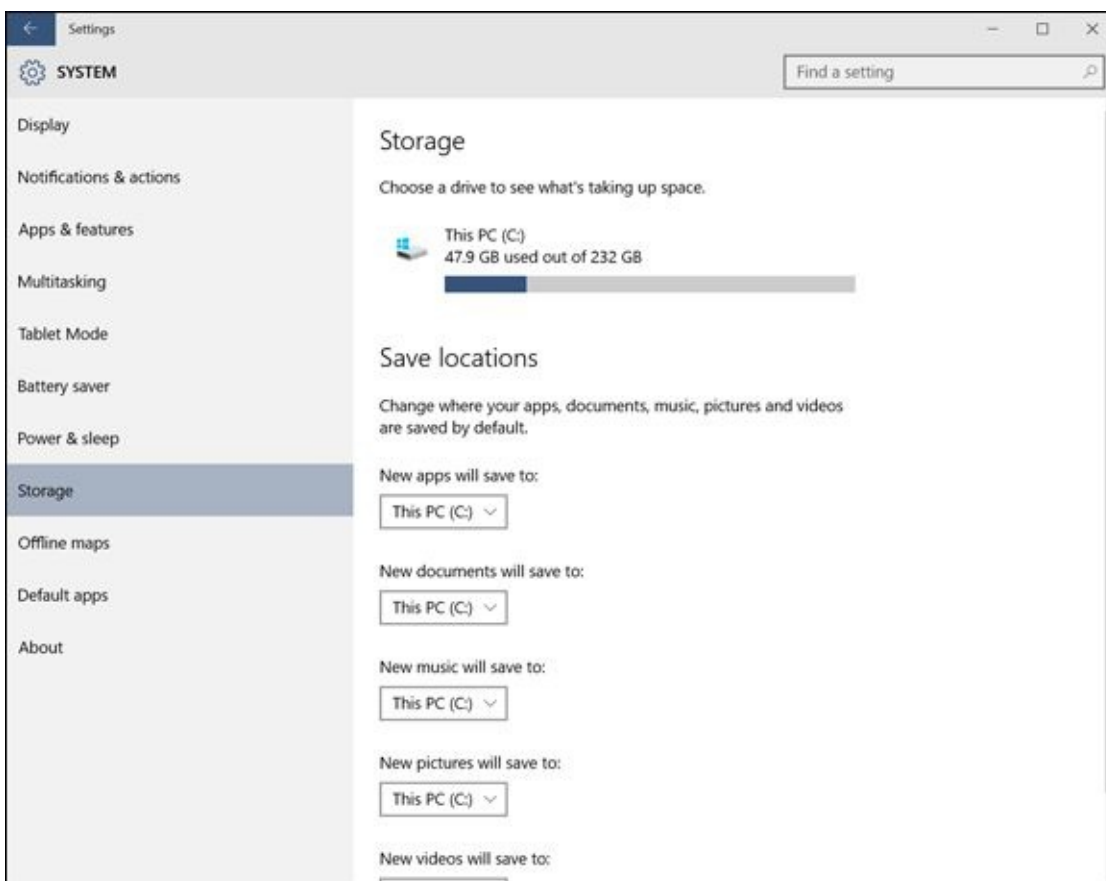 Settings
SYSTEM
Find a setting
Display
Notifications & actions
Apps & features
Multitasking
Tablet Mode
Battery saver
Power & sleep
Storage
Offline maps
Default apps
About
Storage
Choose a drive to see what's taking up space.
This PC (C:)
47.9 GB used out of 232 GB
Save locations
Change where your apps, documents, music, pictures and videos
are saved by default.
New apps will save to:
This PC (C:)
New documents will save to:
This PC (C:)
New music will save to:
This PC (C:)
New pictures will save to:
This PC (C:)
New videos will save to: